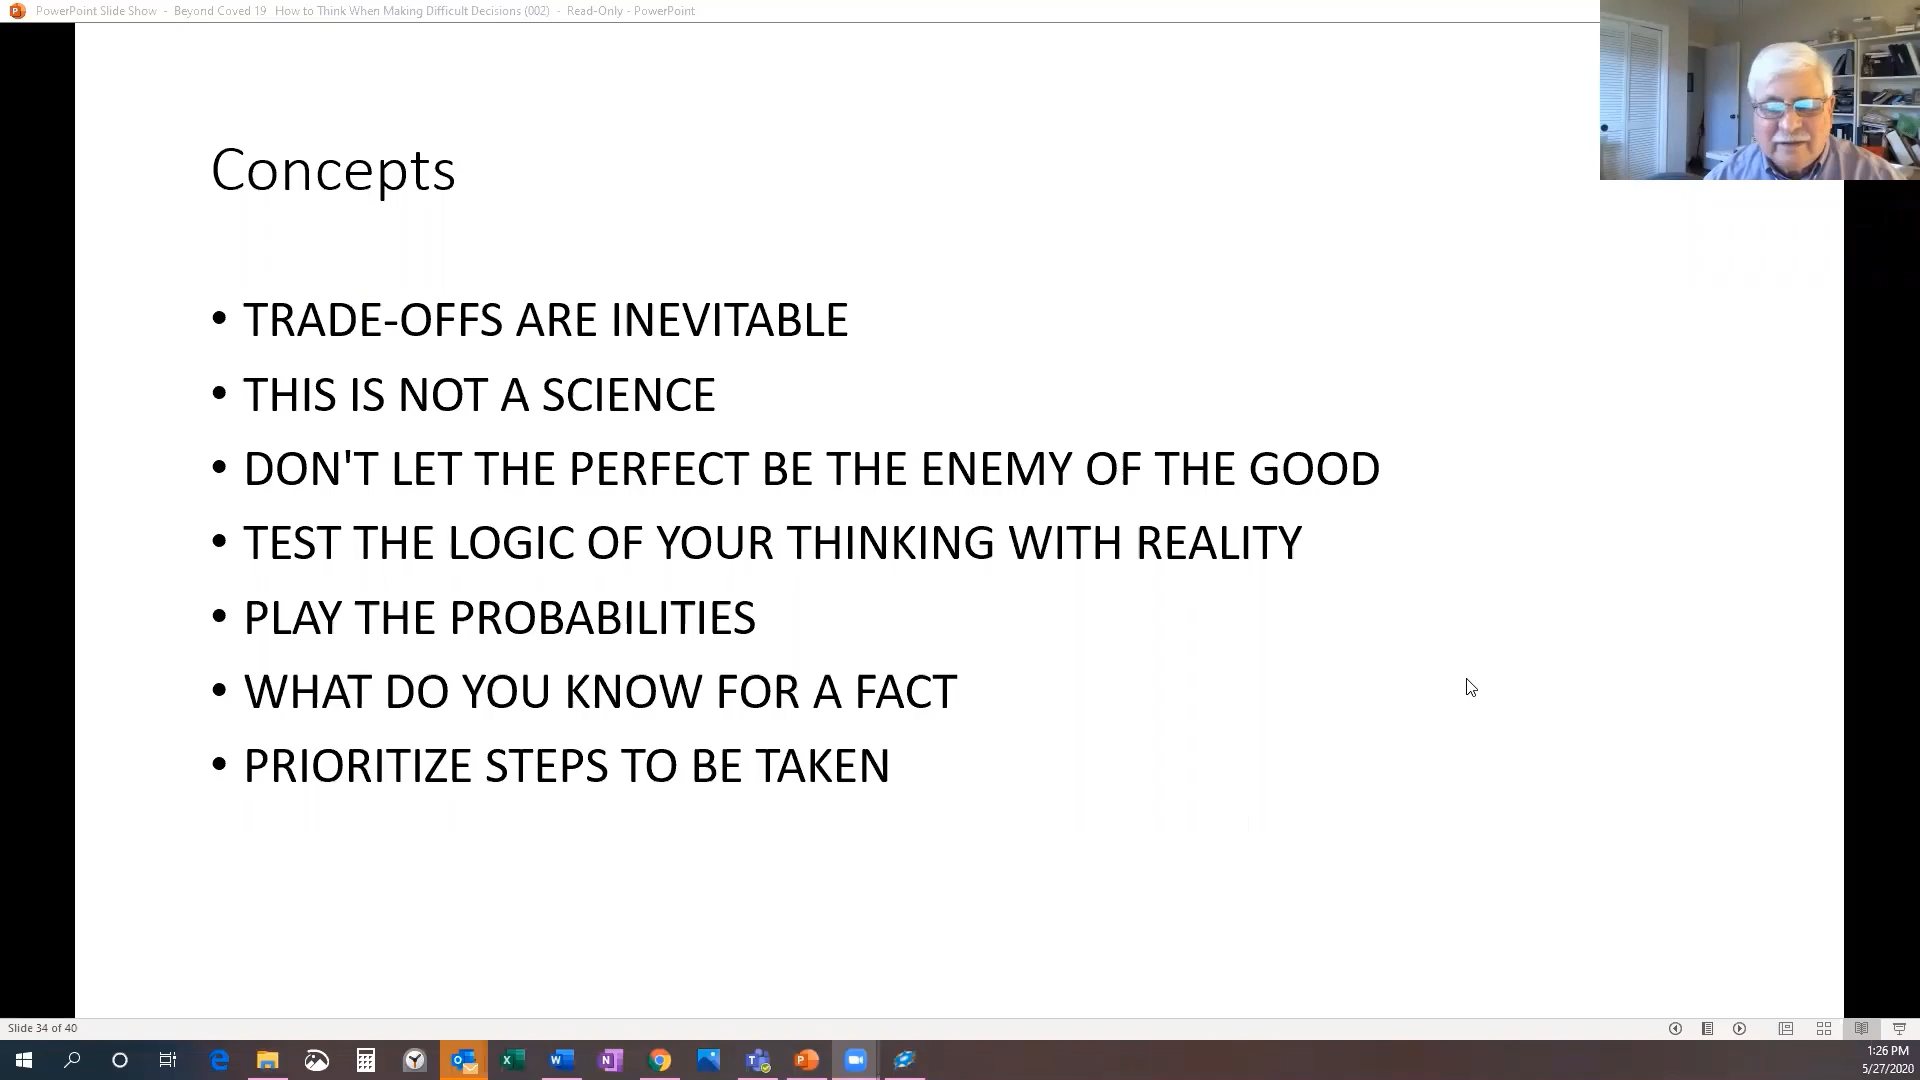 PowerPoint Slide Show - Beyond Coved 19 How to Think When Making Difficult Decisions (002) - Read-Only - PowerPoint
Concepts
• TRADE-OFFS ARE INEVITABLE
• THIS IS NOT A SCIENCE
• DON'T LET THE PERFECT BE THE ENEMY OF THE GOOD
• TEST THE LOGIC OF YOUR THINKING WITH REALITY
• PLAY THE PROBABILITIES
• WHAT DO YOU KNOW FOR A FACT
• PRIORITIZE STEPS TO BE TAKEN
Slide 34 of 40
1:26 PM
5/27/2020